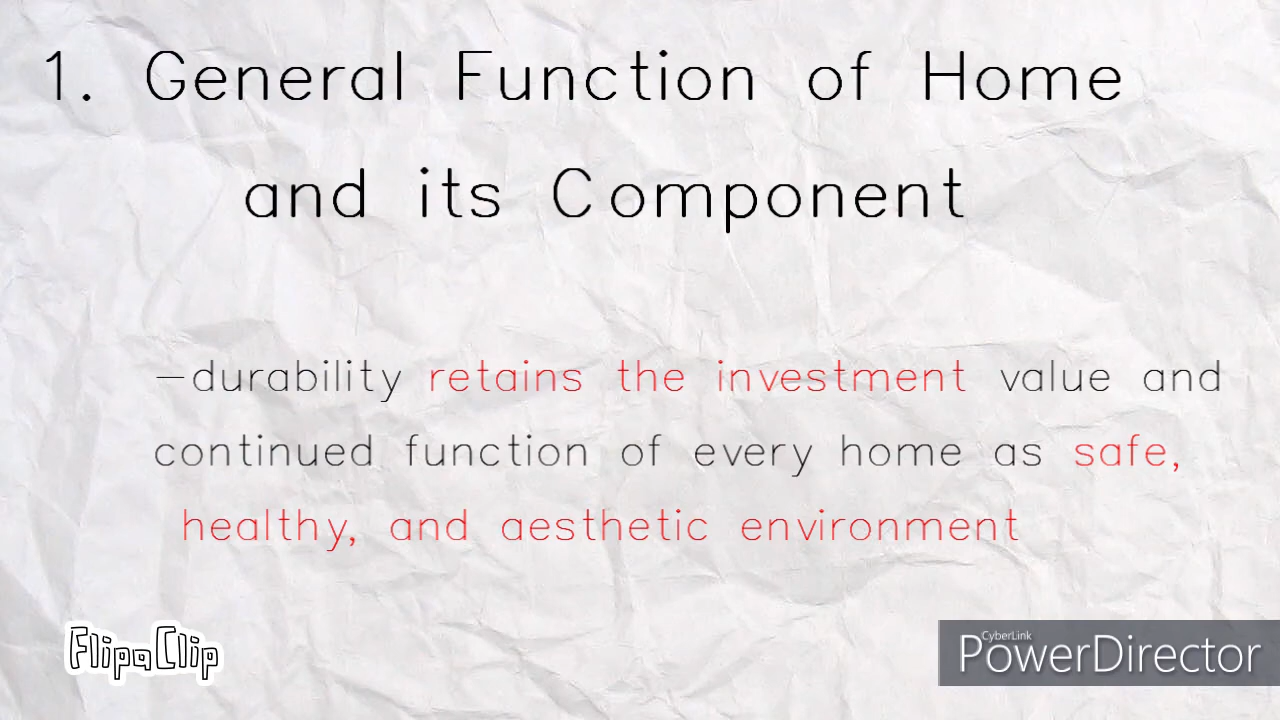 1. General Function of Home
and its Component
-durability retains the investment value and
continued function of every home as safe,
healthy, and aesthetic environment
FlipaClip
CyberLink
PowerDirector